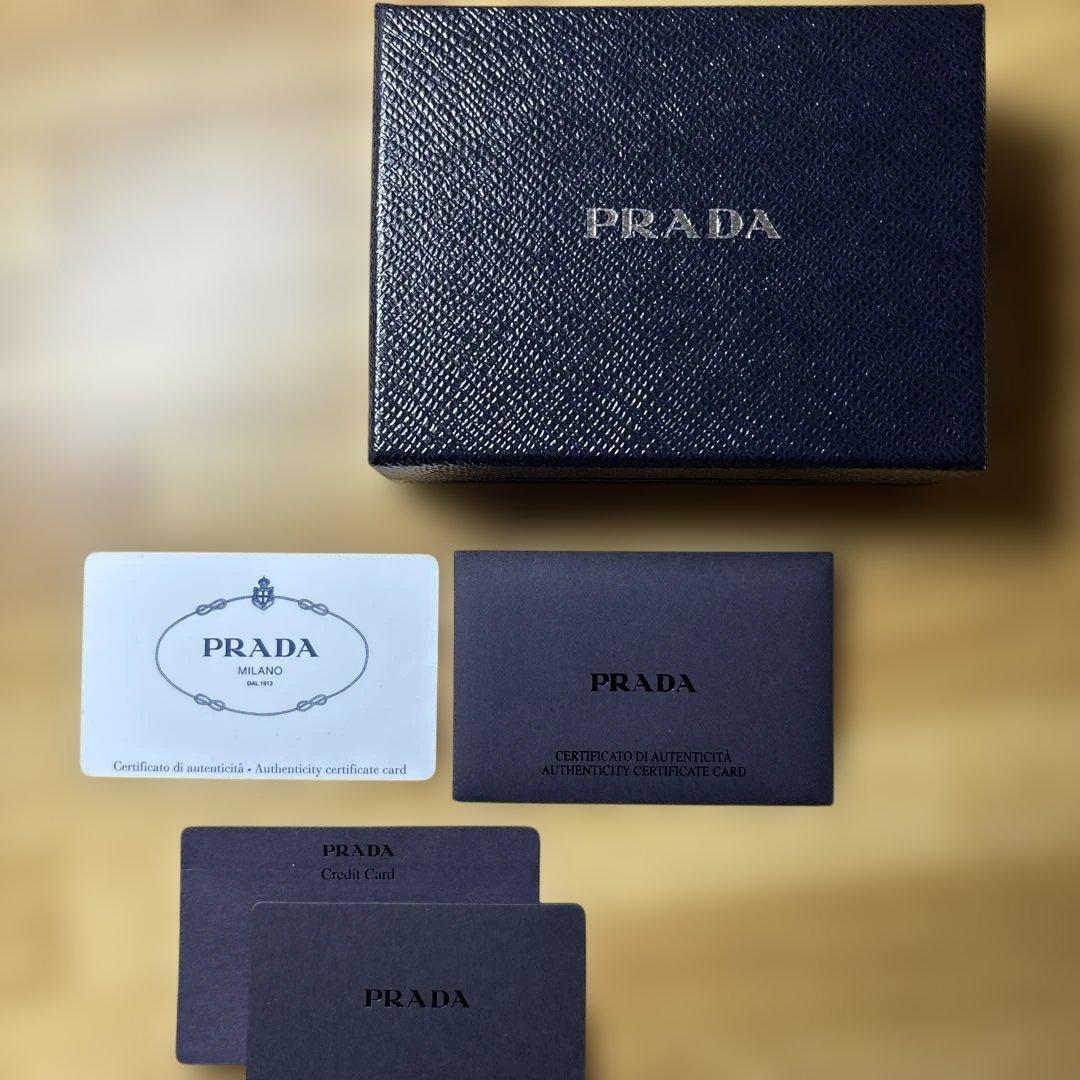 PRADA
PRADA
MILANO
DAL 1913
Certificato di autenticità • Authenticity certificate card
PRADA
CERTIFICATO DI AUTENTICITÀ
AUTHENTICITY CERTIFICATE CARD
PRADA
Credit Card
PRADA